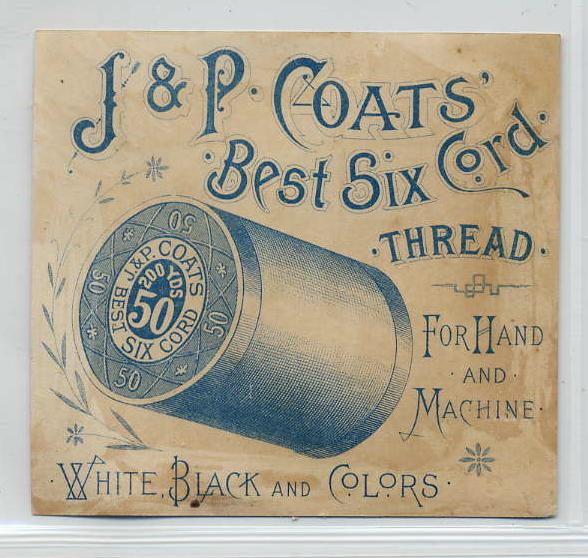 J & P. COATS'
Best Six Cord
THREAD
FOR HAND
AND
MACHINE
J.&P. COATS
200 YDS
50
BEST SIX CORD
50
50
50
50
WHITE, BLACK AND COLORS